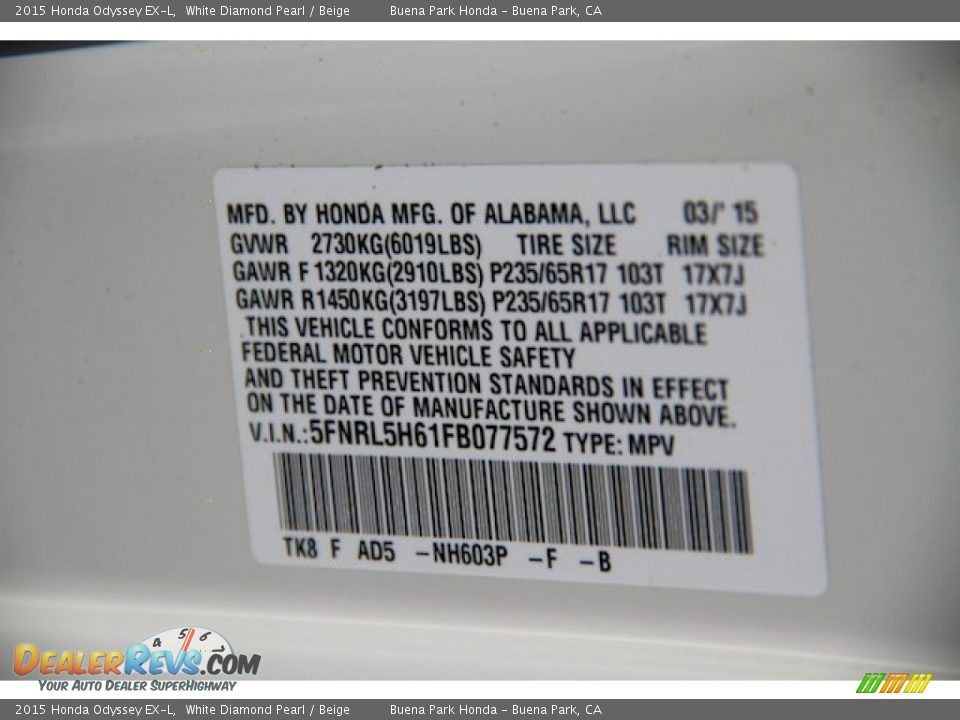 2015 Honda Odyssey EX-L, White Diamond Pearl / Beige Buena Park Honda - Buena Park, CA
MFD. BY HONDA MFG. OF ALABAMA, LLC 03/' 15
GVWR 2730KG(6019LBS) TIRE SIZE RIM SIZE
GAWR F 1320KG(2910LBS) P235/65R17 103T 17X7J
GAWR R1450KG(3197LBS) P235/65R17 103T 17X7J
THIS VEHICLE CONFORMS TO ALL APPLICABLE
FEDERAL MOTOR VEHICLE SAFETY
AND THEFT PREVENTION STANDARDS IN EFFECT
ON THE DATE OF MANUFACTURE SHOWN ABOVE.
V.I.N.:5FNRL5H61FB077572 TYPE: MPV
TK8 F AD5 -NH603P -F -B
4 5 6
DEALERREVS.COM
YOUR AUTO DEALER SUPERHIGHWAY
2015 Honda Odyssey EX-L, White Diamond Pearl / Beige Buena Park Honda - Buena Park, CA